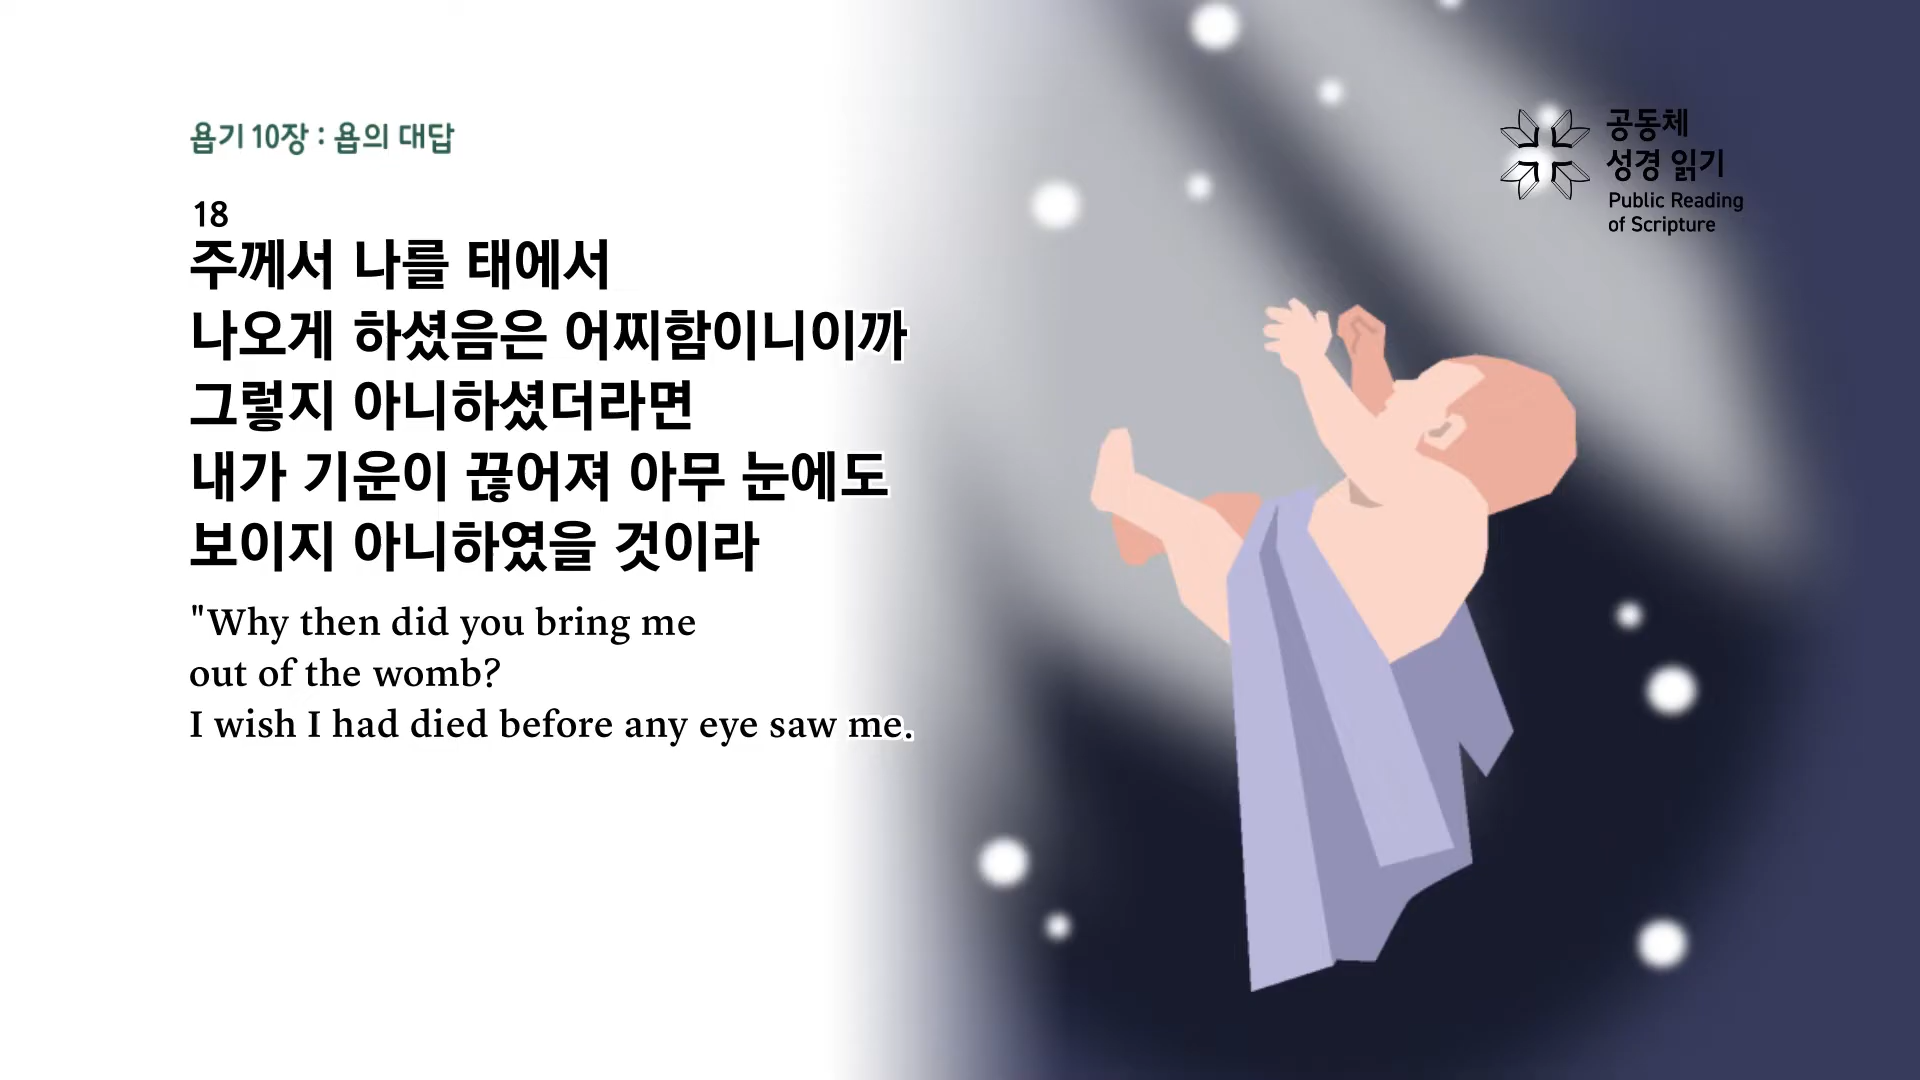 욥기 10장 : 욥의 대답
18
주께서 나를 태에서
나오게 하셨음은 어찌함이니이까
그렇지 아니하셨더라면
내가 기운이 끊어져 아무 눈에도
보이지 아니하였을 것이라
"Why then did you bring me
out of the womb?
I wish I had died before any eye saw me.
공동체
성경 읽기
Public Reading
of Scripture